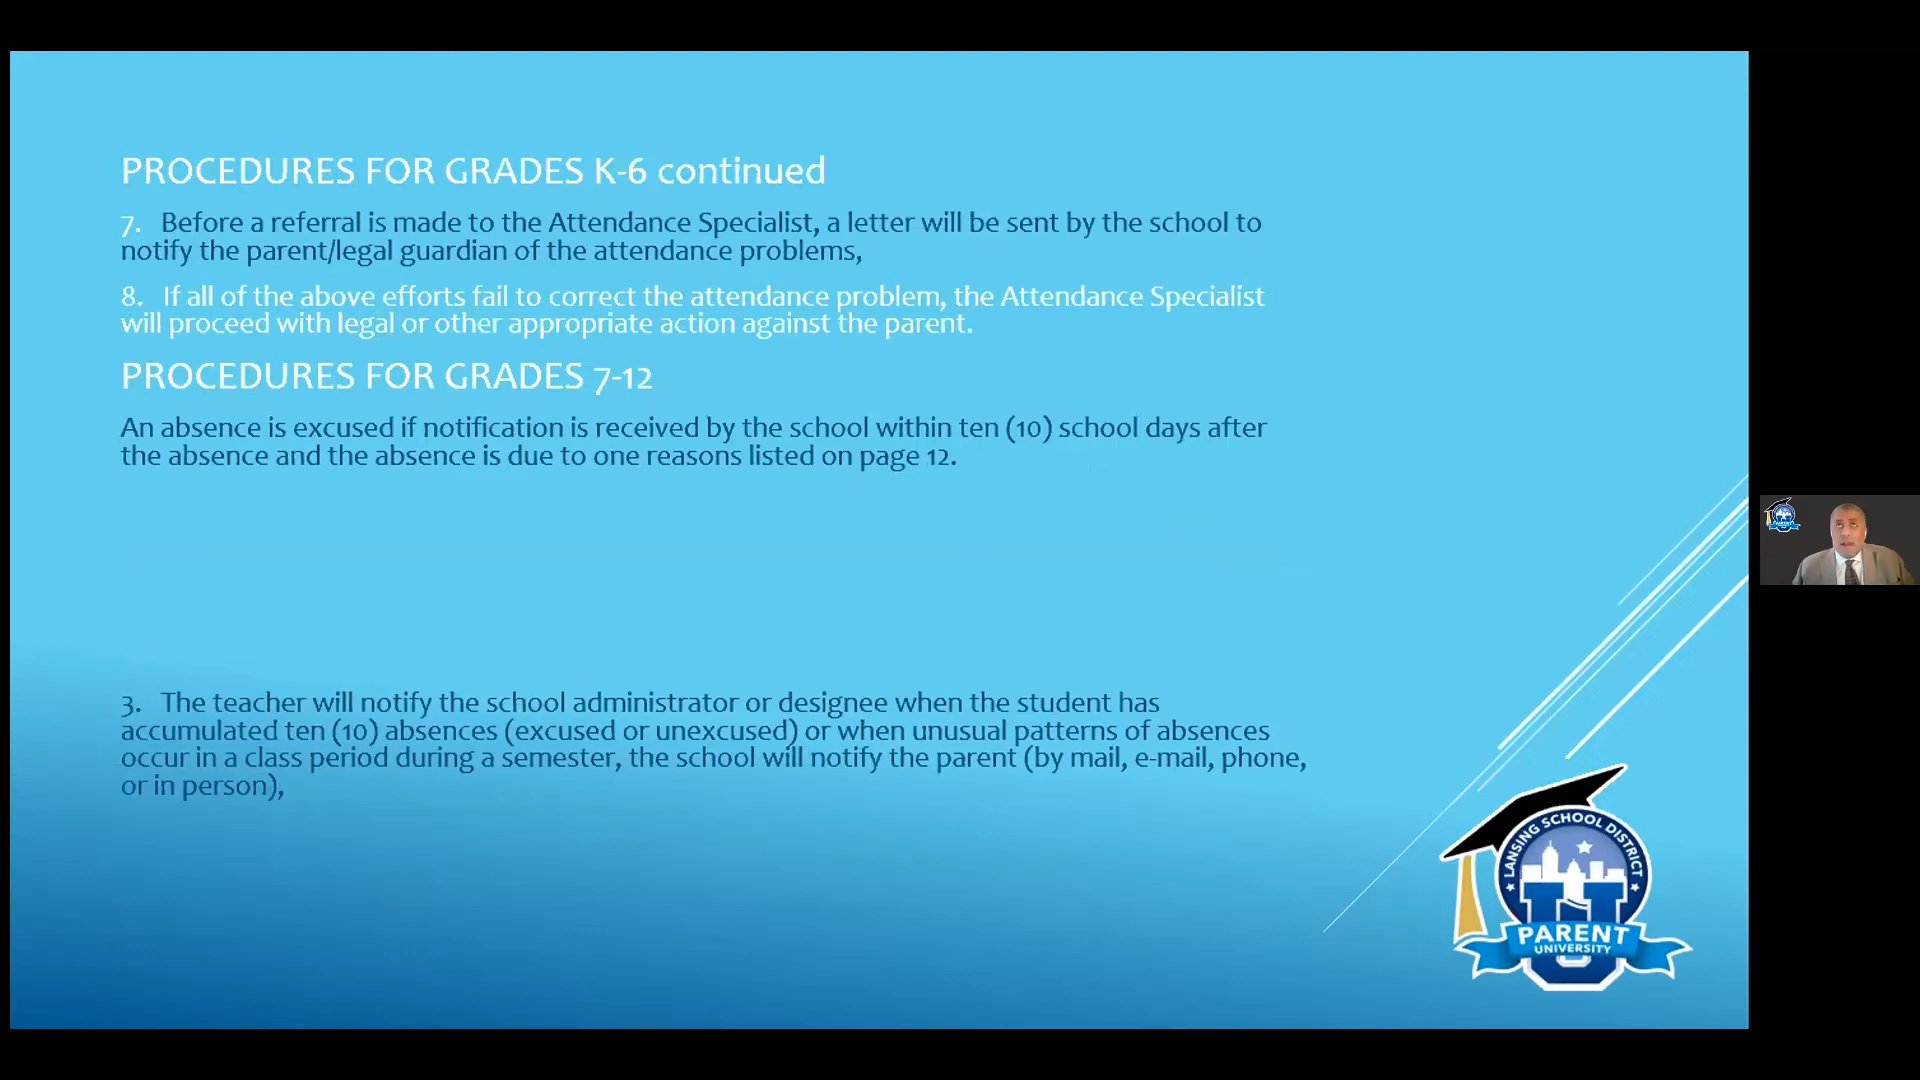 PROCEDURES FOR GRADES K-6 continued
7. Before a referral is made to the Attendance Specialist, a letter will be sent by the school to
notify the parent/legal guardian of the attendance problems,
8. If all of the above efforts fail to correct the attendance problem, the Attendance Specialist
will proceed with legal or other appropriate action against the parent.
PROCEDURES FOR GRADES 7-12
An absence is excused if notification is received by the school within ten (10) school days after
the absence and the absence is due to one reasons listed on page 12.
3. The teacher will notify the school administrator or designee when the student has
accumulated ten (10) absences (excused or unexcused) or when unusual patterns of absences
occur in a class period during a semester, the school will notify the parent (by mail, e-mail, phone,
or in person),
LANSING SCHOOL DISTRICT
U
PARENT
UNIVERSITY